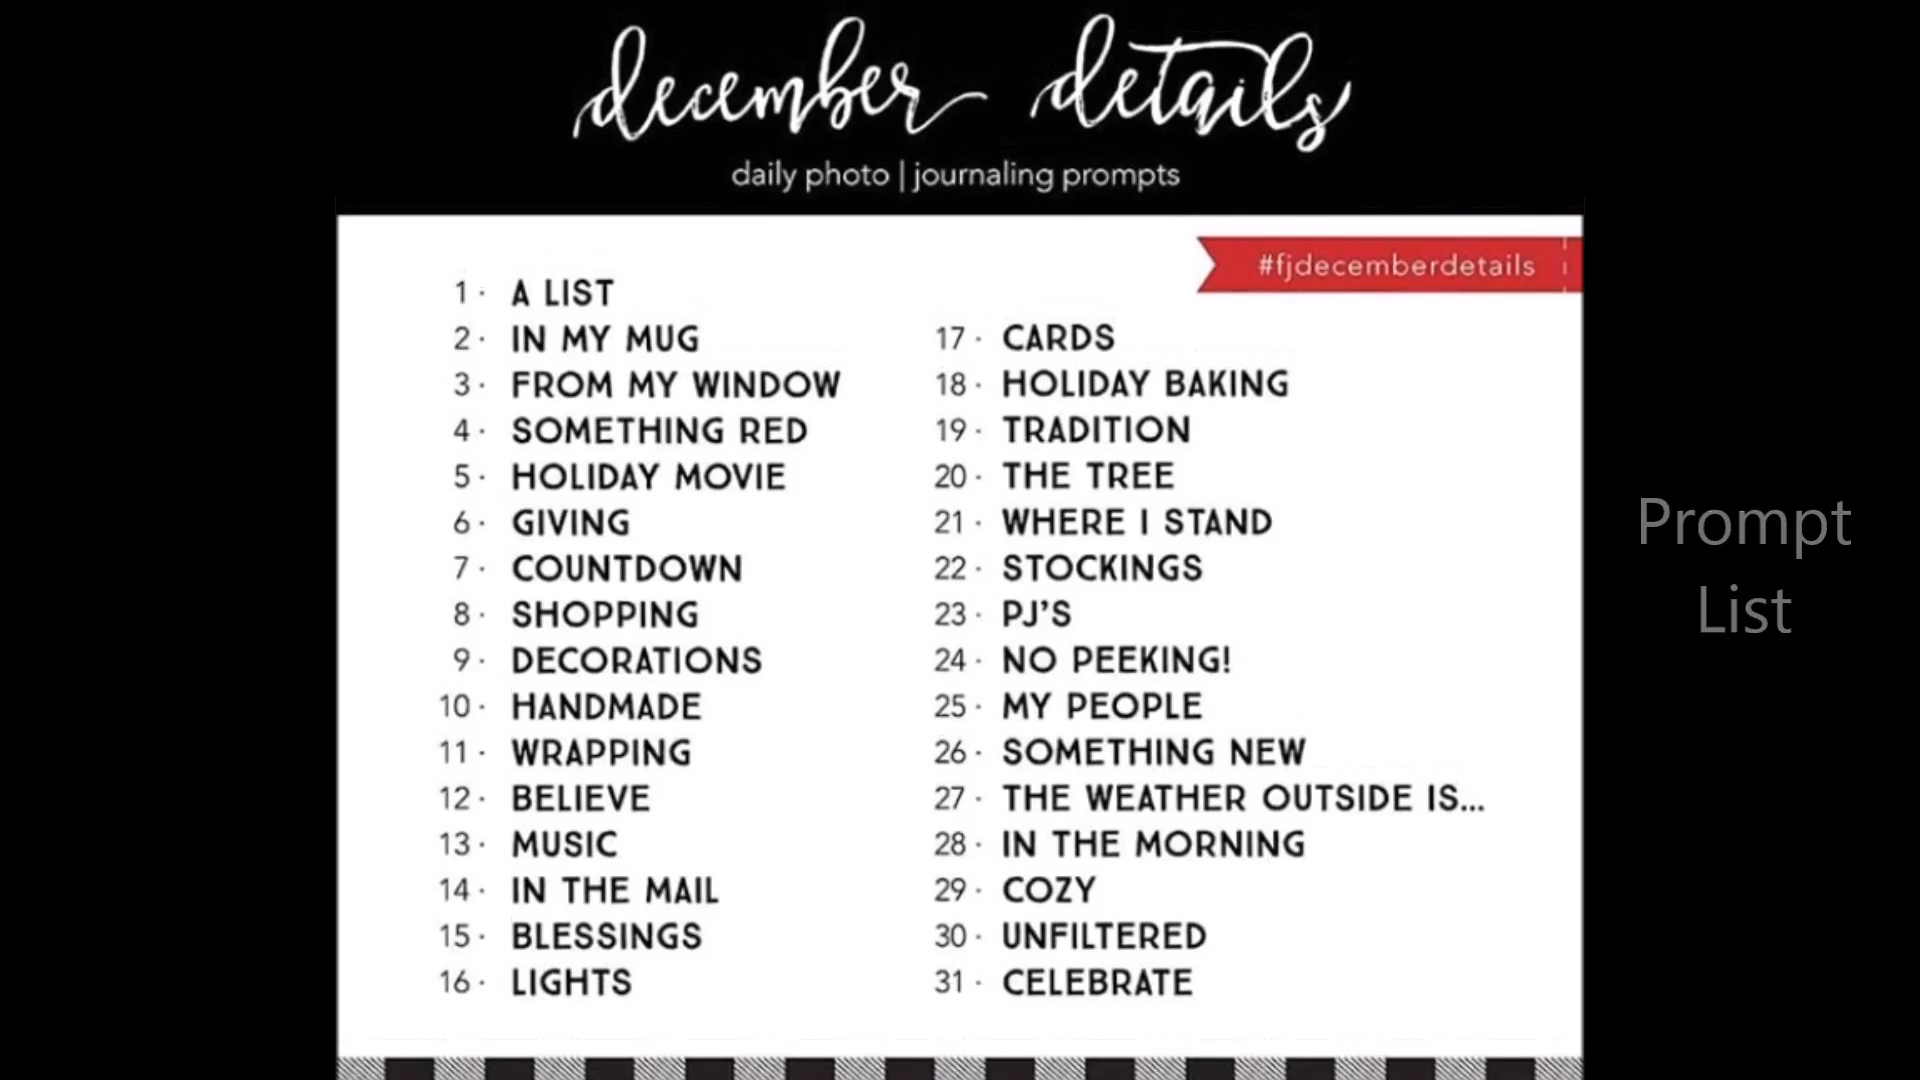 december details
daily photo | journaling prompts
#fjdecemberdetails
1 · A LIST
2 · IN MY MUG
3 · FROM MY WINDOW
4 · SOMETHING RED
5 · HOLIDAY MOVIE
6 · GIVING
7 · COUNTDOWN
8 · SHOPPING
9 · DECORATIONS
10 · HANDMADE
11 · WRAPPING
12 · BELIEVE
13 · MUSIC
14 · IN THE MAIL
15 · BLESSINGS
16 · LIGHTS
17 · CARDS
18 · HOLIDAY BAKING
19 · TRADITION
20 · THE TREE
21 · WHERE I STAND
22 · STOCKINGS
23 · PJ'S
24 · NO PEEKING!
25 · MY PEOPLE
26 · SOMETHING NEW
27 · THE WEATHER OUTSIDE IS...
28 · IN THE MORNING
29 · COZY
30 · UNFILTERED
31 · CELEBRATE
Prompt
List